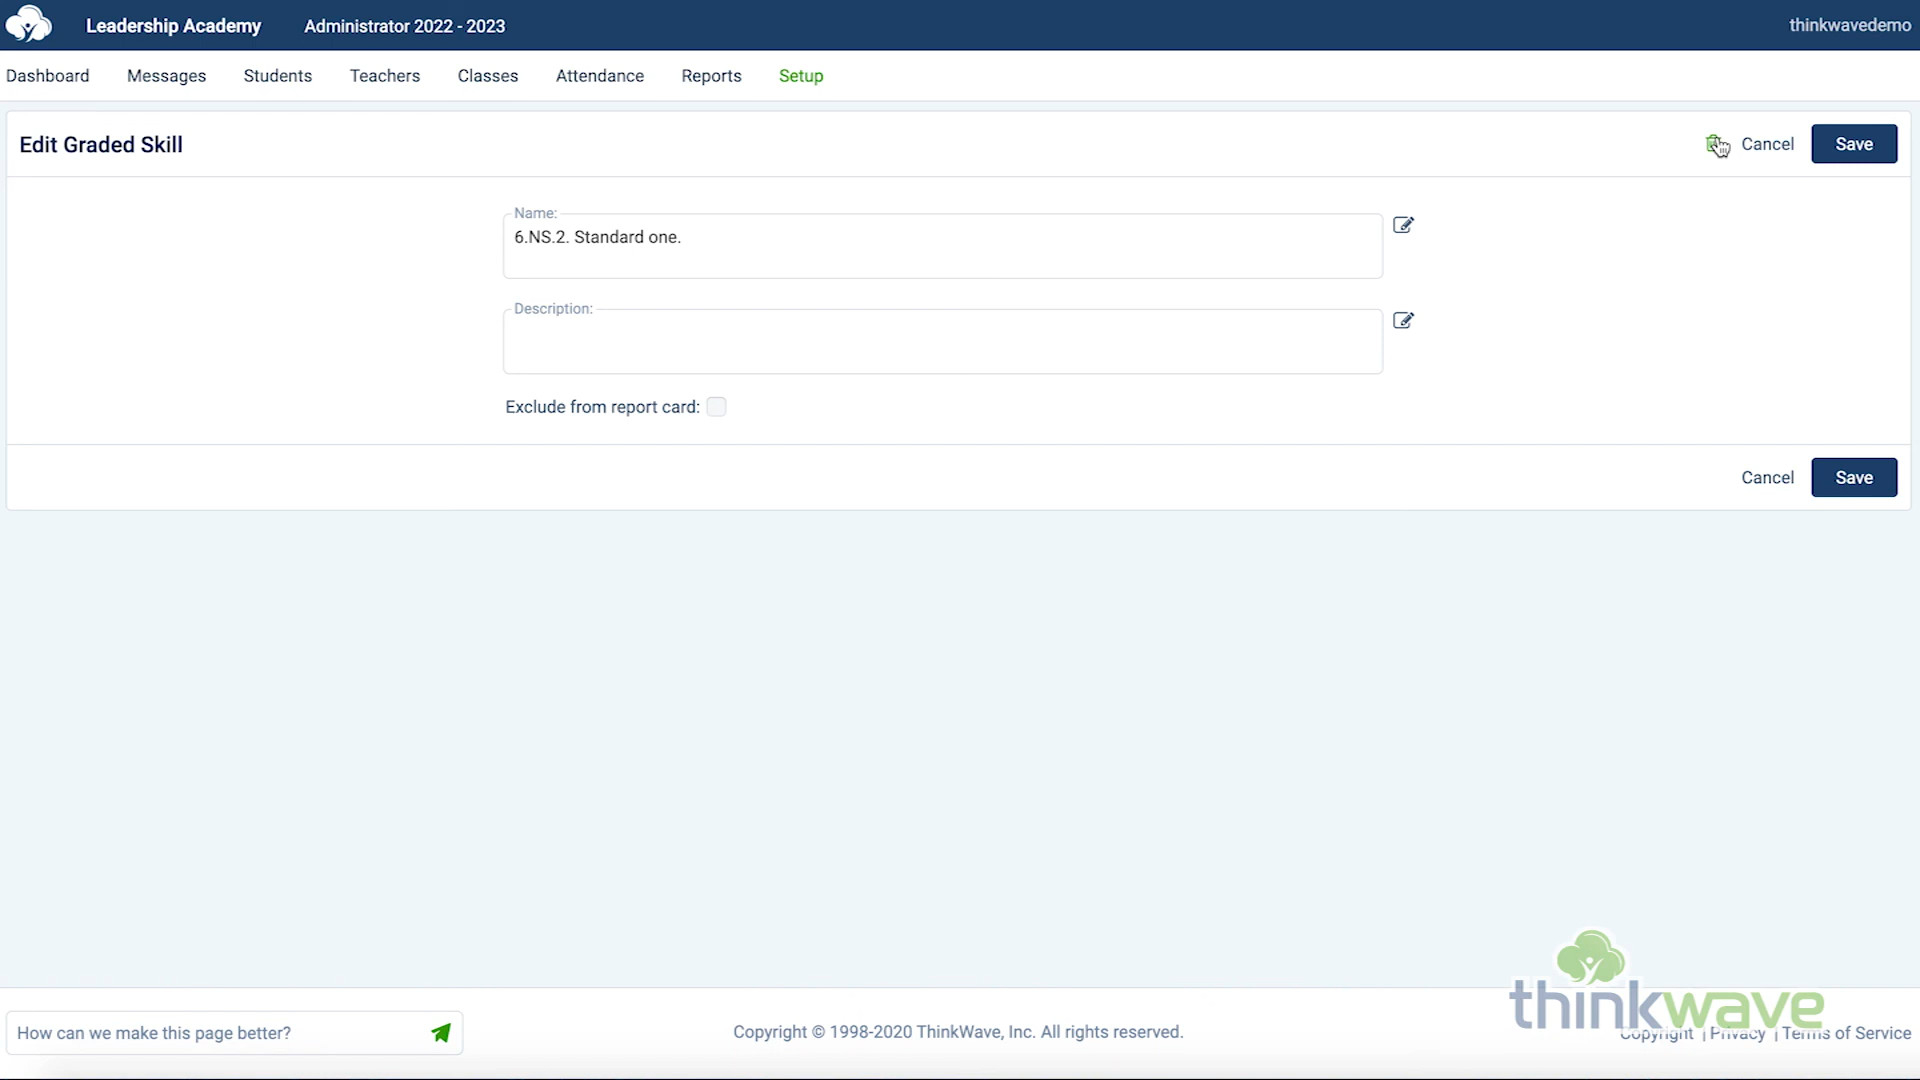 Leadership Academy Administrator 2022 - 2023 thinkwavedemo
Dashboard Messages Students Teachers Classes Attendance Reports Setup
Edit Graded Skill Cancel Save
Name:
6.NS.2. Standard one.
Description:
Exclude from report card:
Cancel Save
thinkwave
How can we make this page better? Copyright © 1998-2020 ThinkWave, Inc. All rights reserved. Copyright | Privacy | Terms of Service